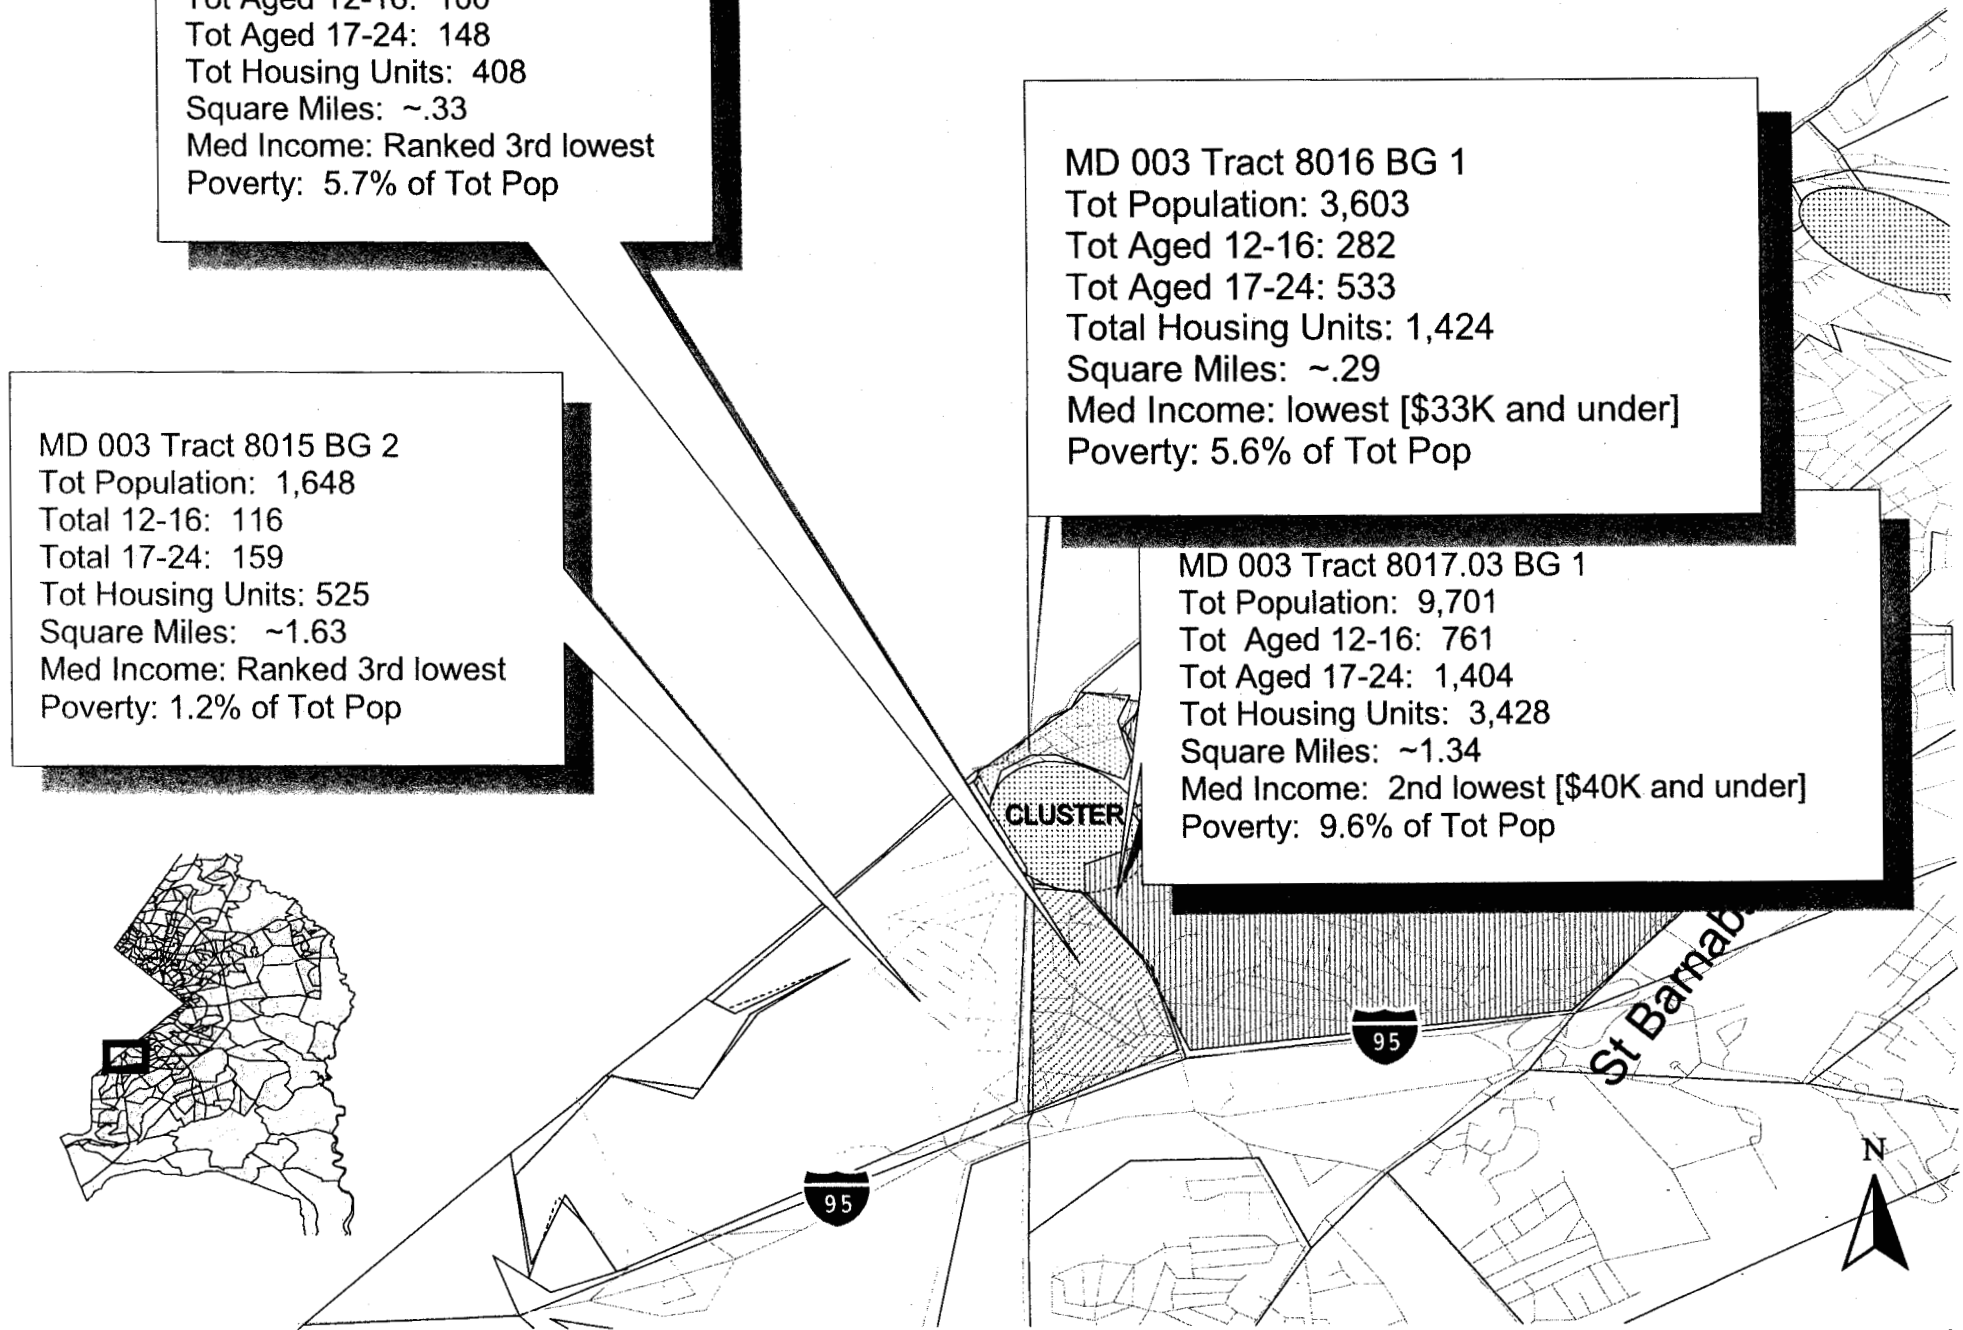 Tot Aged 12-16:
Tot Aged 17-24: 148
Tot Housing Units: 408
Square Miles: ~.33
Med Income: Ranked 3rd lowest
Poverty: 5.7% of Tot Pop
MD 003 Tract 8016 BG 1
Tot Population: 3,603
Tot Aged 12-16: 282
Tot Aged 17-24: 533
Total Housing Units: 1,424
Square Miles: ~.29
Med Income: lowest [$33K and under]
Poverty: 5.6% of Tot Pop
MD 003 Tract 8015 BG 2
Tot Population: 1,648
Total 12-16: 116
Total 17-24: 159
Tot Housing Units: 525
Square Miles: ~1.63
Med Income: Ranked 3rd lowest
Poverty: 1.2% of Tot Pop
MD 003 Tract 8017.03 BG 1
Tot Population: 9,701
Tot Aged 12-16: 761
Tot Aged 17-24: 1,404
Tot Housing Units: 3,428
Square Miles: ~1.34
Med Income: 2nd lowest [$40K and under]
Poverty: 9.6% of Tot Pop
CLUSTER
St Barnab
95
95
N